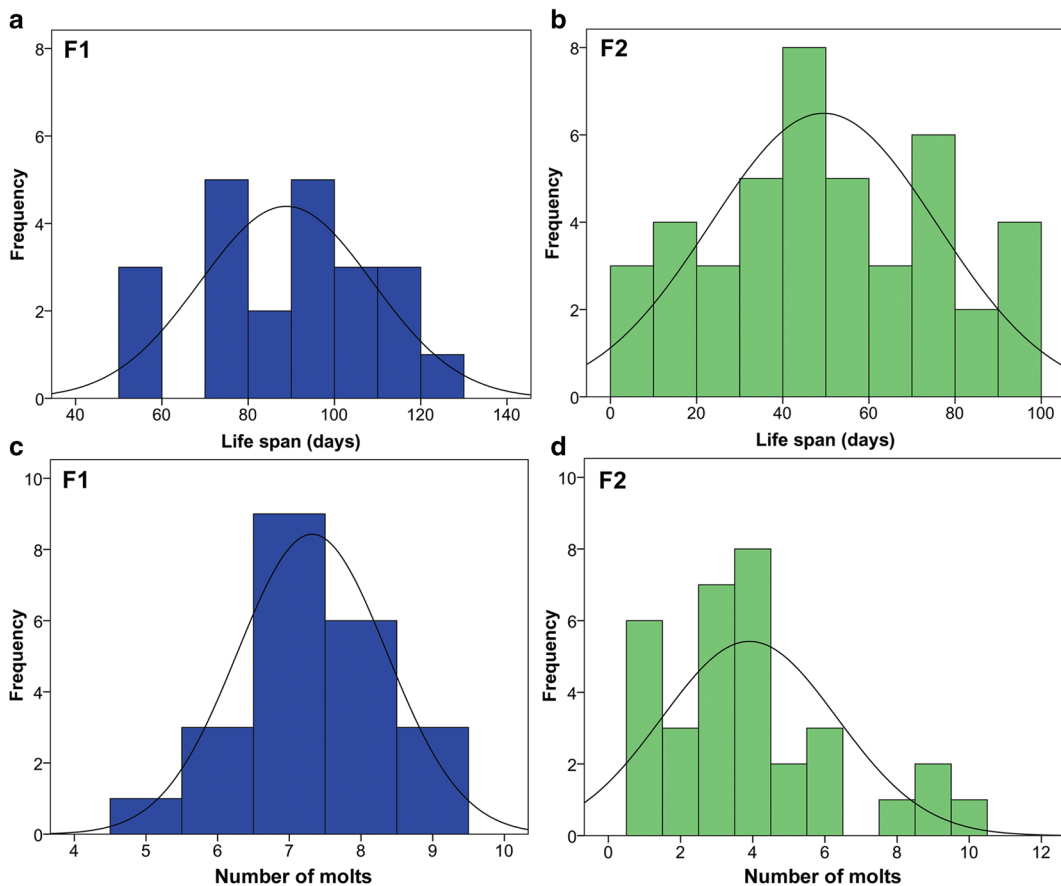 a
F1
8
6
4
2
0
Frequency
40 60 80 100 120 140
Life span (days)
b
F2
8
6
4
2
0
Frequency
0 20 40 60 80 100
Life span (days)
c
F1
10
8
6
4
2
0
Frequency
4 5 6 7 8 9 10
Number of molts
d
F2
10
8
6
4
2
0
Frequency
0 2 4 6 8 10 12
Number of molts